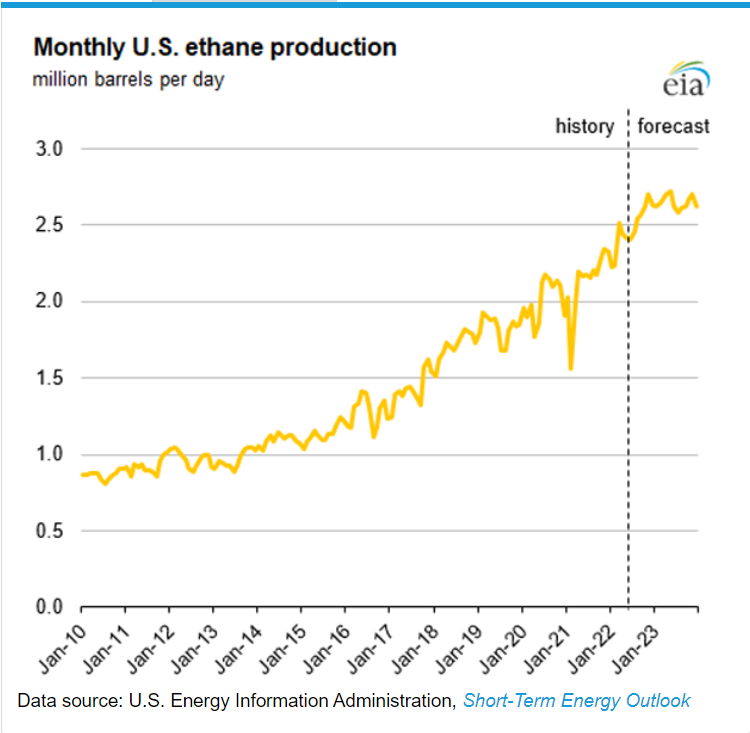 Monthly U.S. ethane production
million barrels per day
eia
history forecast
3.0
2.5
2.0
1.5
1.0
0.5
0.0
Jan-10 Jan-11 Jan-12 Jan-13 Jan-14 Jan-15 Jan-16 Jan-17 Jan-18 Jan-19 Jan-20 Jan-21 Jan-22 Jan-23
Data source: U.S. Energy Information Administration, Short-Term Energy Outlook